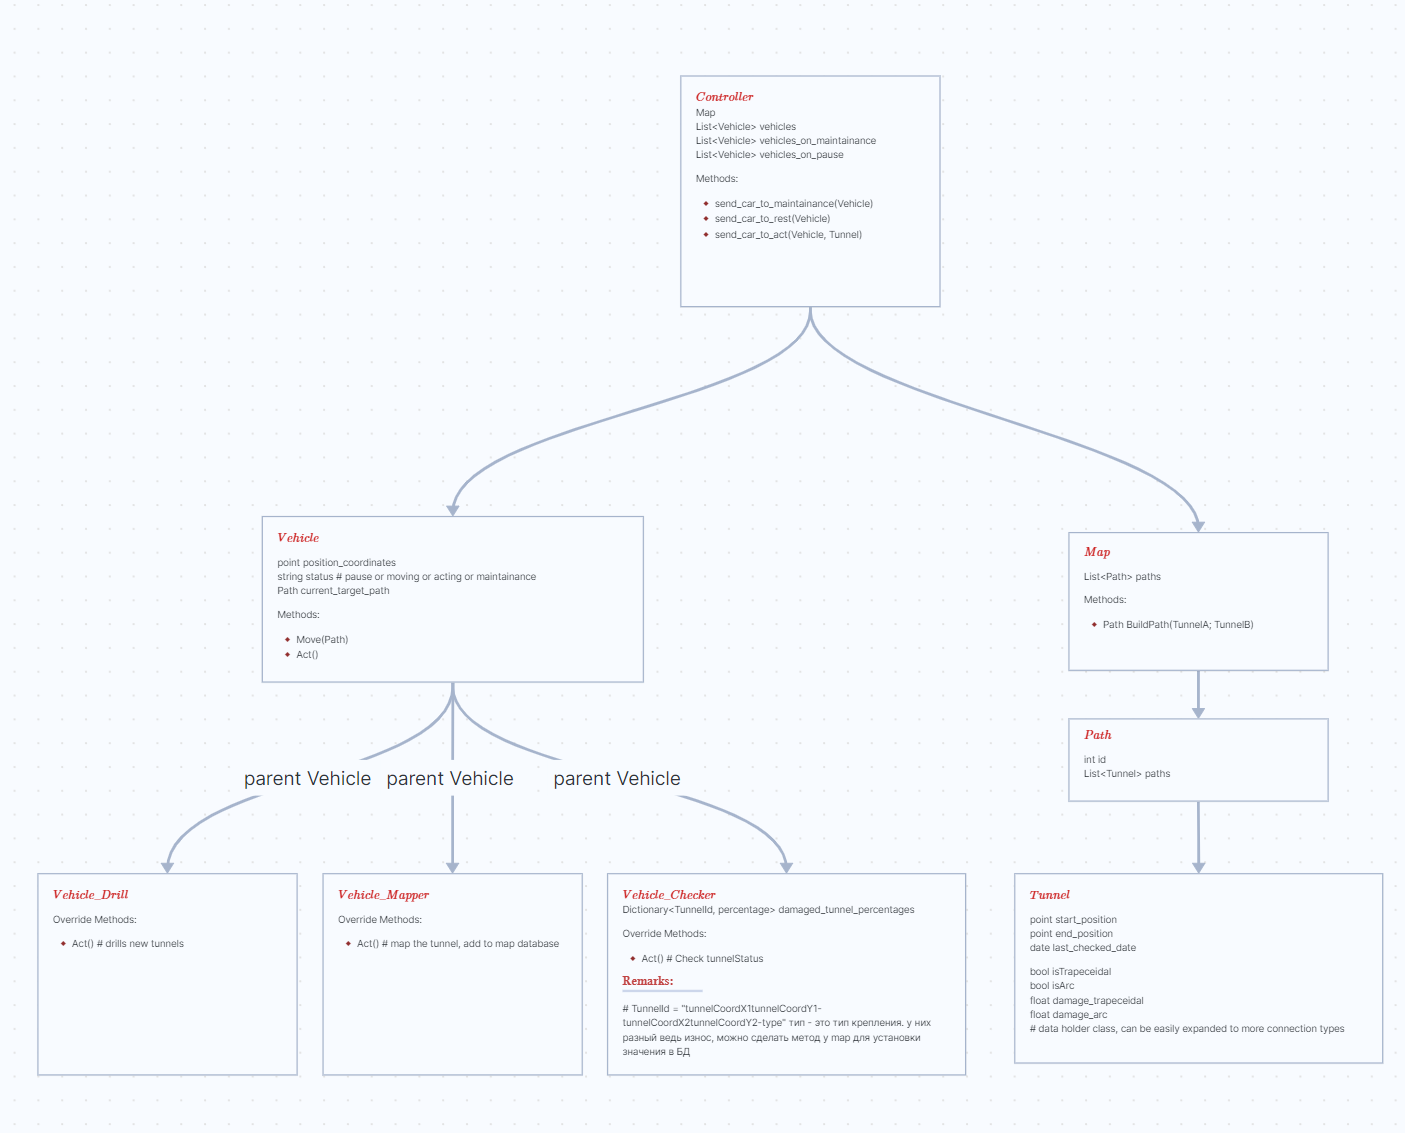 Controller
Map
List<Vehicle> vehicles
List<Vehicle> vehicles_on_maintainance
List<Vehicle> vehicles_on_pause
Methods:
send_car_to_maintainance(Vehicle)
send_car_to_rest(Vehicle)
send_car_to_act(Vehicle, Tunnel)
Vehicle
point position_coordinates
string status # pause or moving or acting or maintainance
Path current_target_path
Methods:
Move(Path)
Act()
Map
List<Path> paths
Methods:
Path BuildPath(TunnelA; TunnelB)
Path
int id
List<Tunnel> paths
parent Vehicle
parent Vehicle
parent Vehicle
Vehicle_Drill
Override Methods:
Act() # drills new tunnels
Vehicle_Mapper
Override Methods:
Act() # map the tunnel, add to map database
Vehicle_Checker
Dictionary<TunnelId, percentage> damaged_tunnel_percentages
Override Methods:
Act() # Check tunnelStatus
Remarks:
# TunnelId = "tunnelCoordX1tunnelCoordY1-
tunnelCoordX2tunnelCoordY2-type" тип - это тип крепления. у них
разный ведь износ, можно сделать метод у map для установки
значения в БД
Tunnel
point start_position
point end_position
date last_checked_date
bool isTrapeceidal
bool isArc
float damage_trapeceidal
float damage_arc
# data holder class, can be easily expanded to more connection types